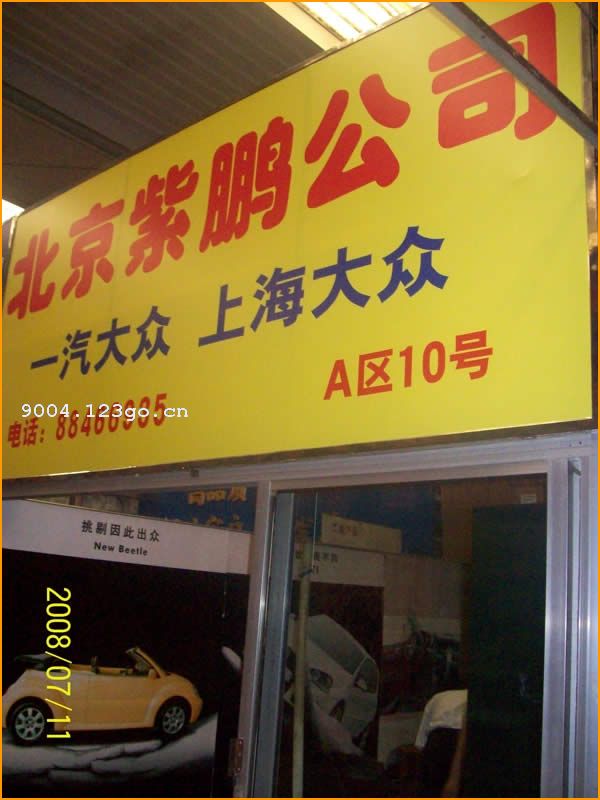 北京紫鹏公司
一汽大众 上海大众
A区10号
电话：
9004.123go.cn
挑剔因此出众
New Beetle
2008/07/11